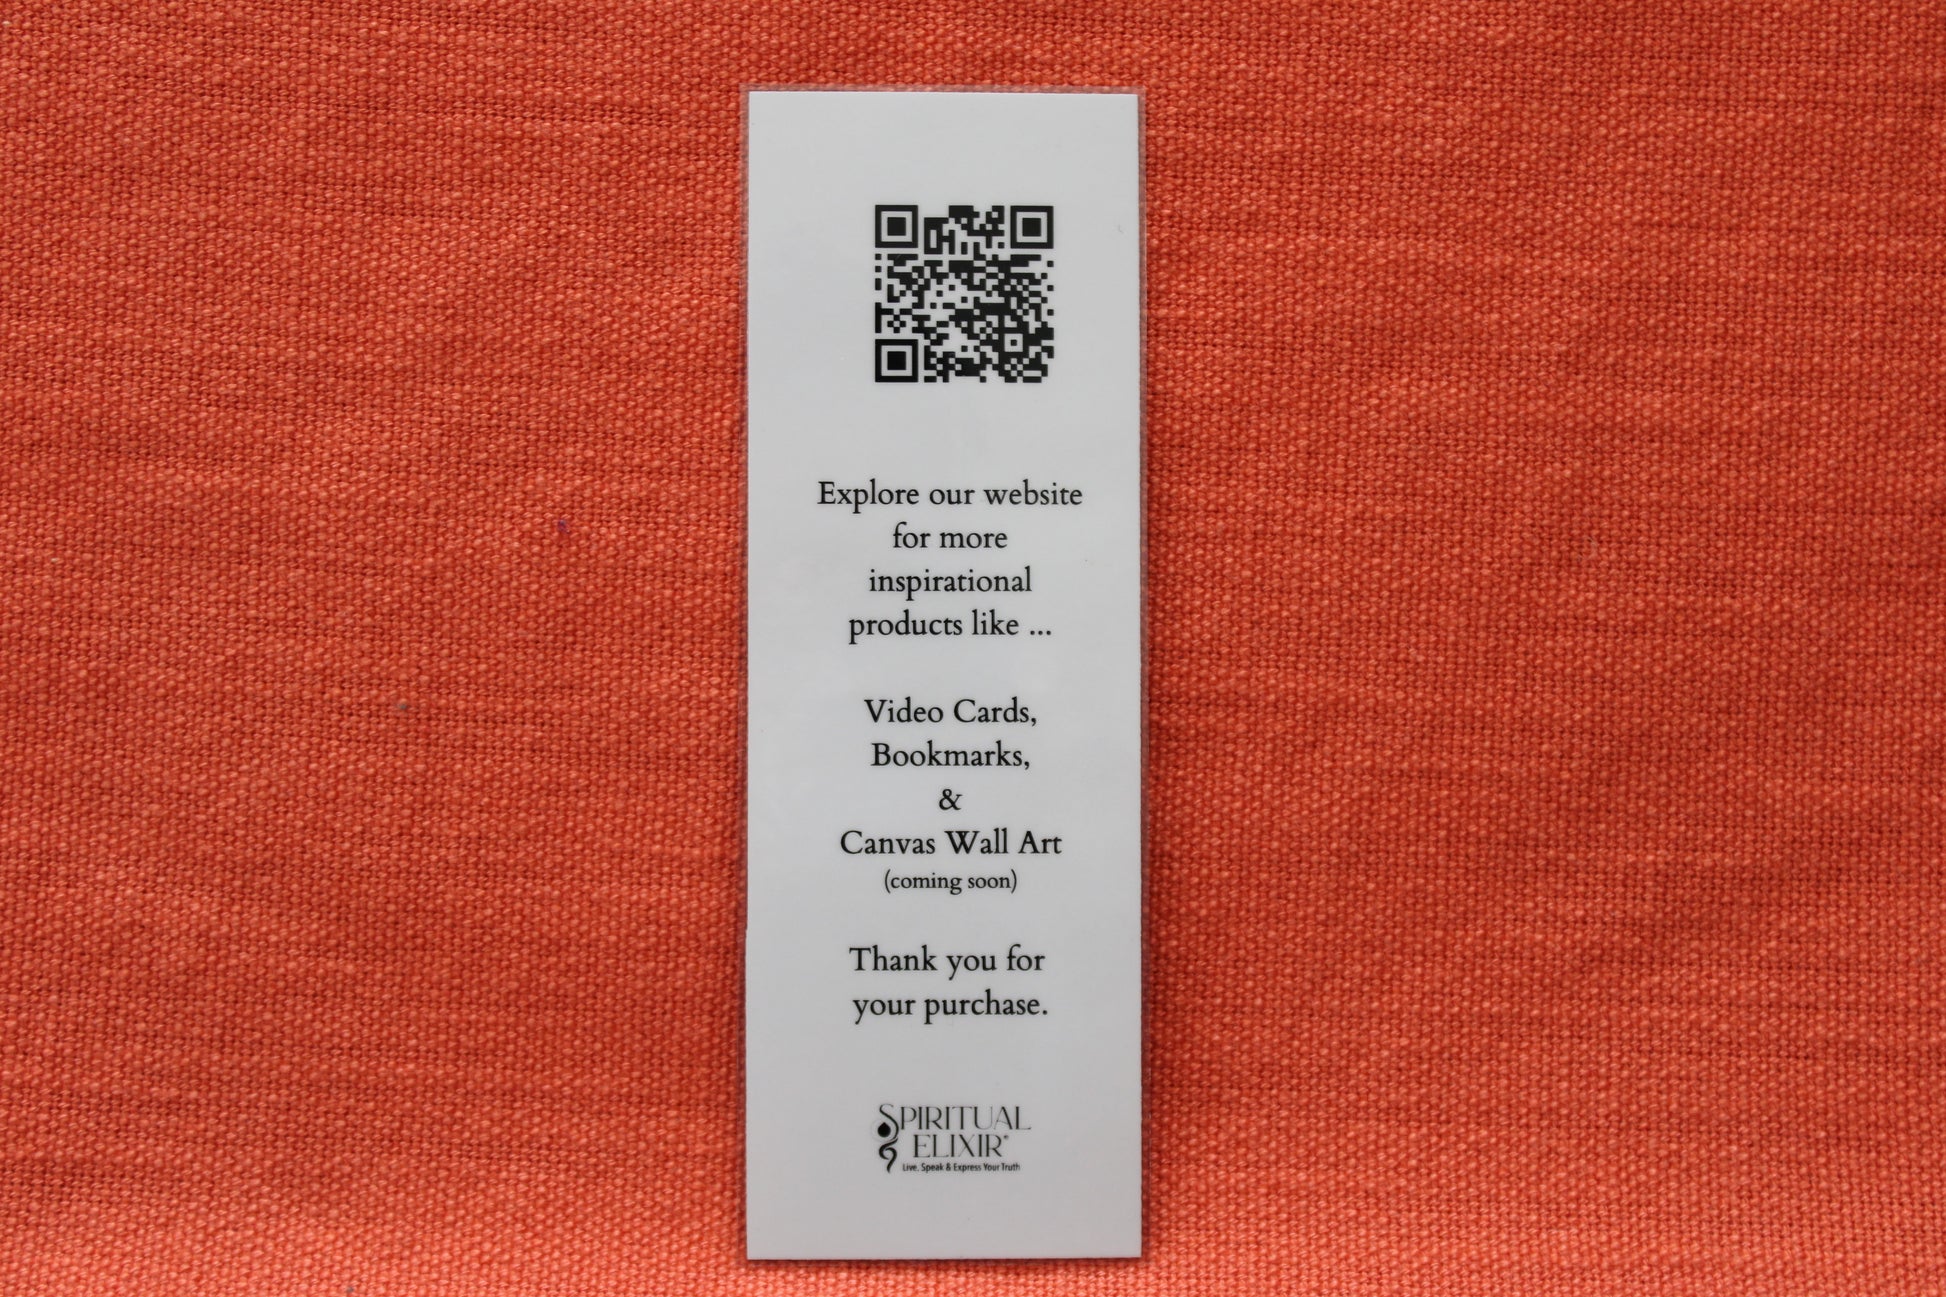 Explore our website
for more
inspirational
products like ...
Video Cards,
Bookmarks,
&
Canvas Wall Art
(coming soon)
Thank you for
your purchase.
SPIRITUAL
ELIXIR®
Live, Speak & Express Your Truth